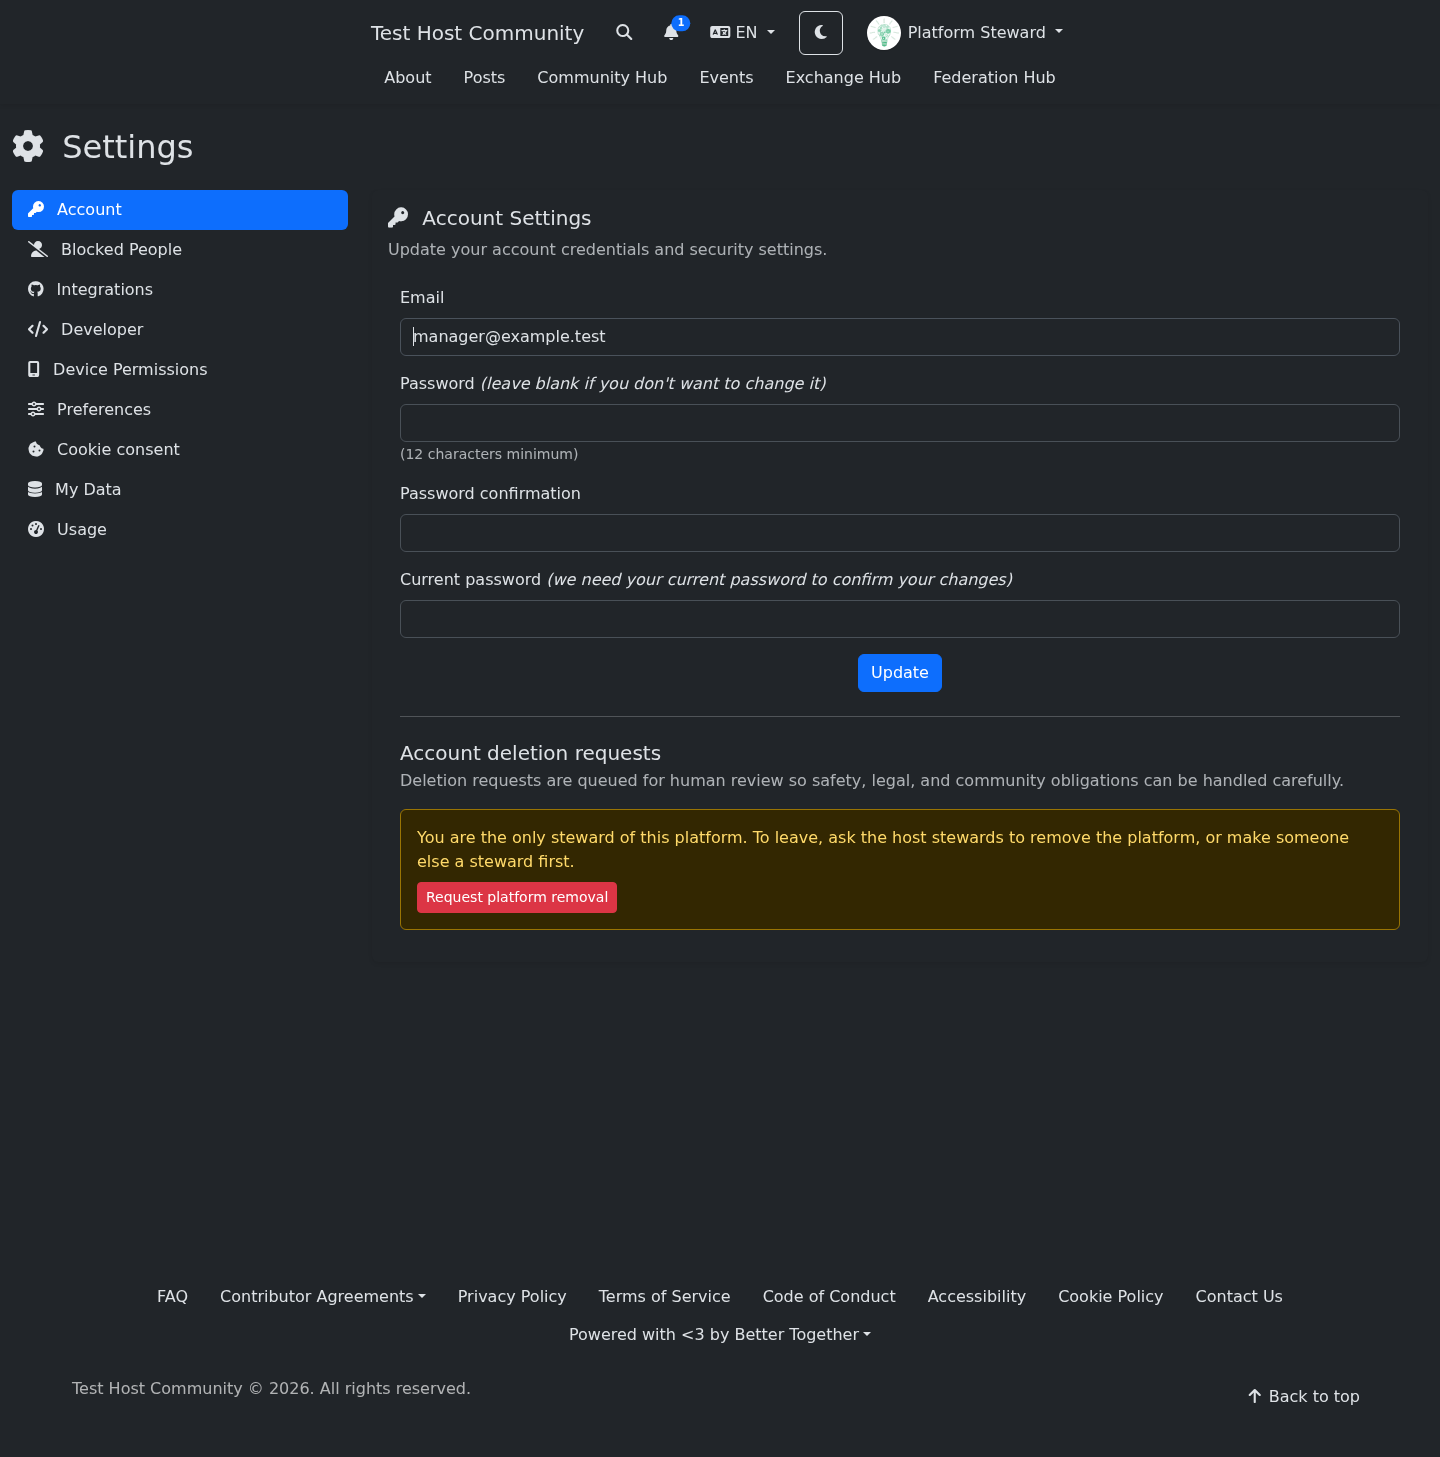 Test Host Community
1
EN
Platform Steward
About Posts Community Hub Events Exchange Hub Federation Hub
Settings
Account
Blocked People
Integrations
Developer
Device Permissions
Preferences
Cookie consent
My Data
Usage
Account Settings
Update your account credentials and security settings.
Email
manager@example.test
Password (leave blank if you don't want to change it)
(12 characters minimum)
Password confirmation
Current password (we need your current password to confirm your changes)
Update
Account deletion requests
Deletion requests are queued for human review so safety, legal, and community obligations can be handled carefully.
You are the only steward of this platform. To leave, ask the host stewards to remove the platform, or make someone
else a steward first.
Request platform removal
FAQ Contributor Agreements Privacy Policy Terms of Service Code of Conduct Accessibility Cookie Policy Contact Us
Powered with <3 by Better Together
Test Host Community © 2026. All rights reserved.
Back to top